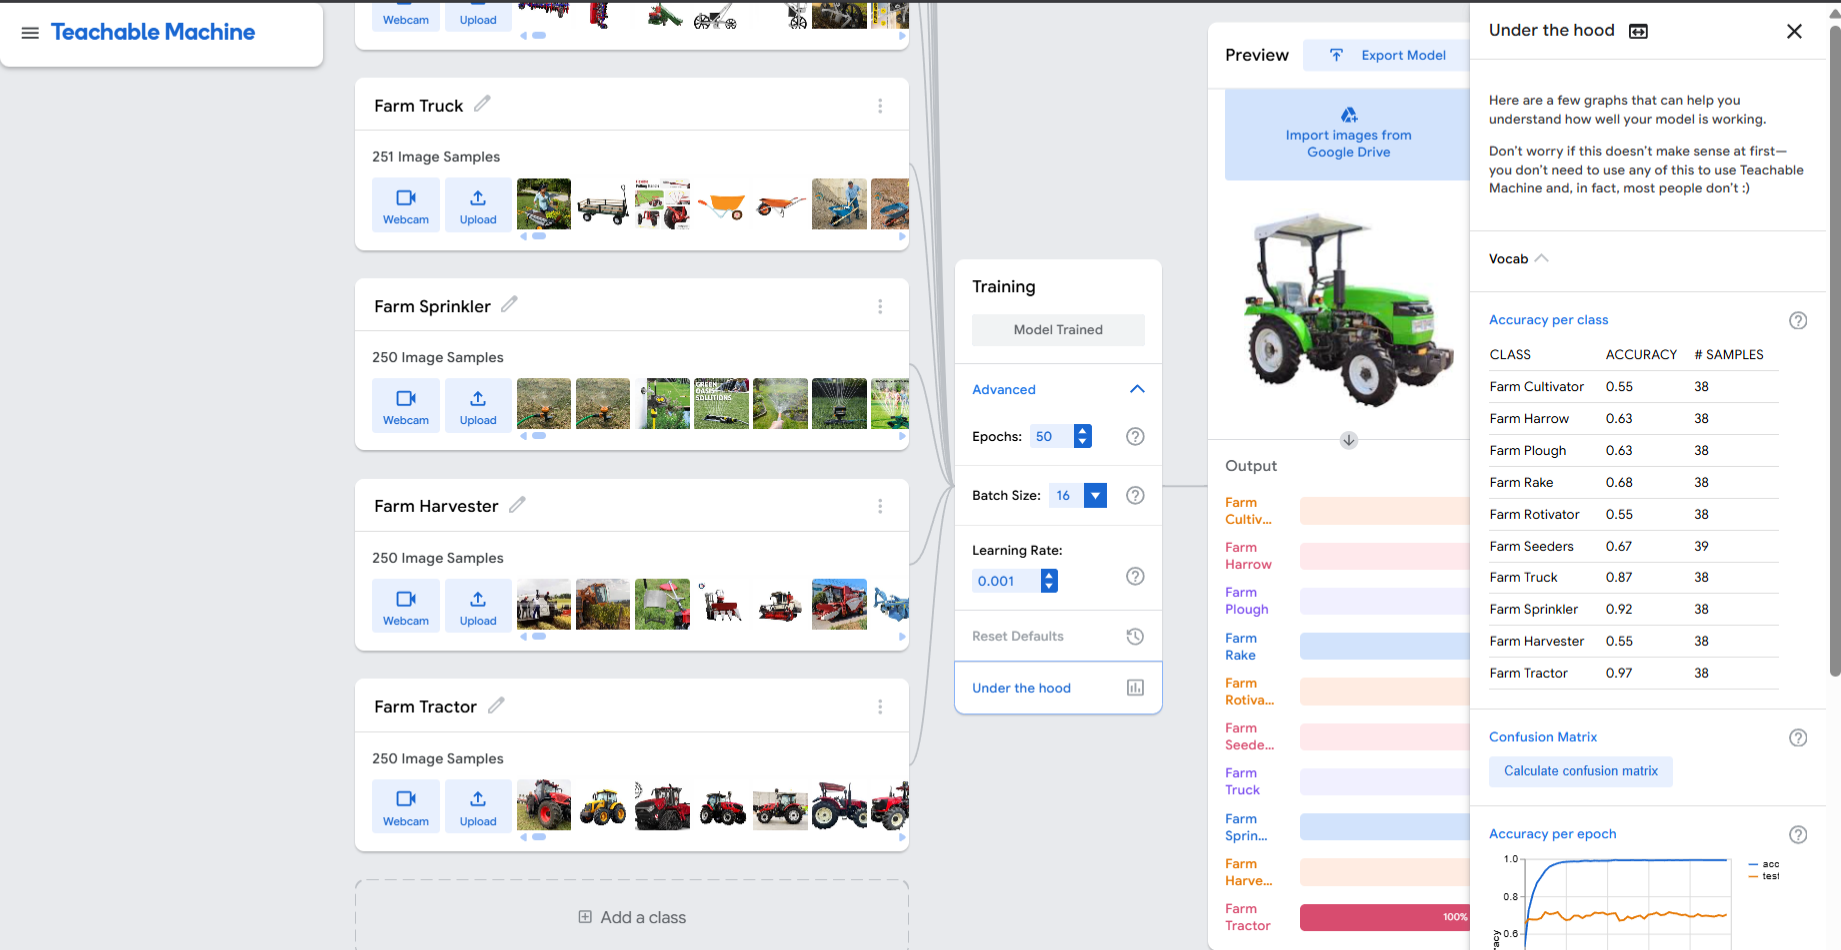 Teachable Machine
Webcam
Upload
Farm Truck
251 Image Samples
Webcam
Upload
Farm Sprinkler
250 Image Samples
Webcam
Upload
GREEN
OASIS
SOLUTIONS
Farm Harvester
250 Image Samples
Webcam
Upload
Farm Tractor
250 Image Samples
Webcam
Upload
Add a class
Training
Model Trained
Advanced
Epochs: 50
Batch Size: 16
Learning Rate:
0.001
Reset Defaults
Under the hood
Preview
Export Model
Import images from
Google Drive
Output
Farm
Cultiv...
Farm
Harrow
Farm
Plough
Farm
Rake
Farm
Rotiva...
Farm
Seede...
Farm
Truck
Farm
Sprin...
Farm
Harve...
Farm
Tractor
100%
Under the hood
Here are a few graphs that can help you
understand how well your model is working.
Don't worry if this doesn't make sense at first—
you don't need to use any of this to use Teachable
Machine and, in fact, most people don't :)
Vocab
Accuracy per class
CLASS ACCURACY # SAMPLES
Farm Cultivator 0.55 38
Farm Harrow 0.63 38
Farm Plough 0.63 38
Farm Rake 0.68 38
Farm Rotivator 0.55 38
Farm Seeders 0.67 39
Farm Truck 0.87 38
Farm Sprinkler 0.92 38
Farm Harvester 0.55 38
Farm Tractor 0.97 38
Confusion Matrix
Calculate confusion matrix
Accuracy per epoch
1.0
0.8
0.6
acc
test